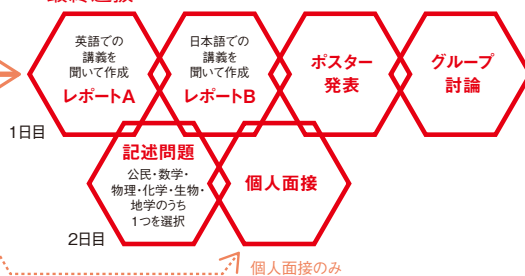 英語での
講義を
聞いて作成
レポートA
日本語での
講義を
聞いて作成
レポートB
ポスター
発表
グループ
討論
1日目
記述問題
公民・数学・
物理・化学・生物・
地学のうち
1つを選択
個人面接
2日目
個人面接のみ